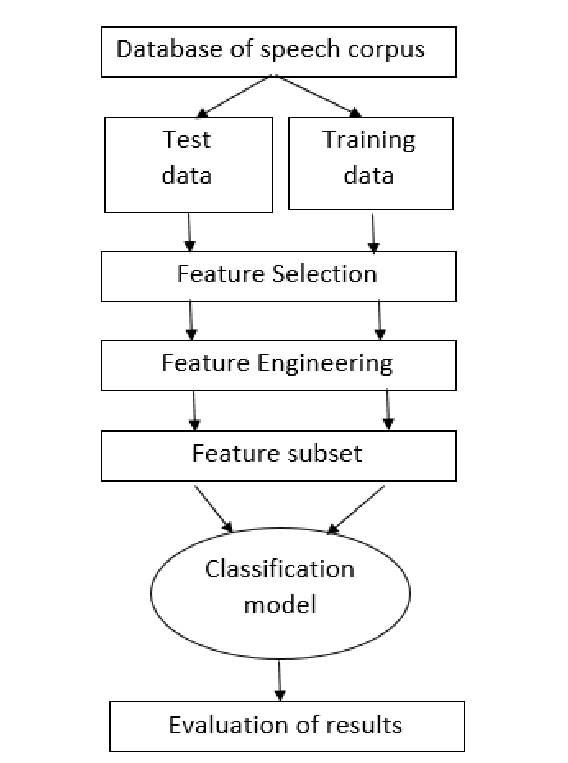 Database of speech corpus
Test
data
Training
data
Feature Selection
Feature Engineering
Feature subset
Classification
model
Evaluation of results